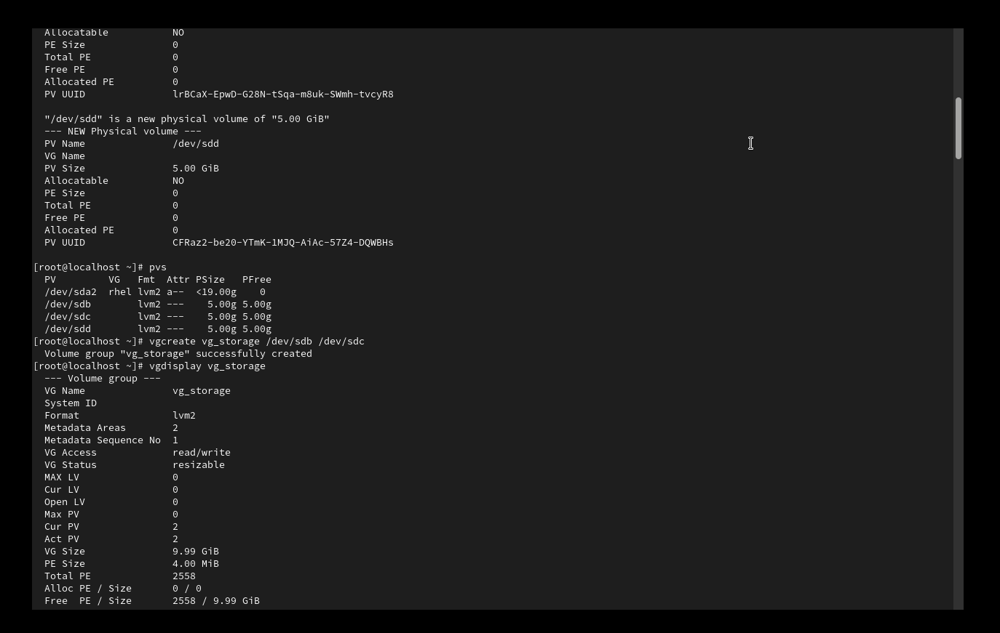 Allocatable NO
PE Size 0
Total PE 0
Free PE 0
Allocated PE 0
PV UUID lrBCaX-EpwD-G28N-tSqa-m8uk-SWmh-tvcyR8
"/dev/sdd" is a new physical volume of "5.00 GiB"
--- NEW Physical volume ---
PV Name /dev/sdd
VG Name
PV Size 5.00 GiB
Allocatable NO
PE Size 0
Total PE 0
Free PE 0
Allocated PE 0
PV UUID CFRaz2-be20-YTmK-1MJQ-AiAc-57Z4-DQWBHs
[root@localhost ~]# pvs
PV VG Fmt Attr PSize PFree
/dev/sda2 rhel lvm2 a-- <19.00g 0
/dev/sdb lvm2 --- 5.00g 5.00g
/dev/sdc lvm2 --- 5.00g 5.00g
/dev/sdd lvm2 --- 5.00g 5.00g
[root@localhost ~]# vgcreate vg_storage /dev/sdb /dev/sdc
Volume group "vg_storage" successfully created
[root@localhost ~]# vgdisplay vg_storage
--- Volume group ---
VG Name vg_storage
System ID
Format lvm2
Metadata Areas 2
Metadata Sequence No 1
VG Access read/write
VG Status resizable
MAX LV 0
Cur LV 0
Open LV 0
Max PV 0
Cur PV 2
Act PV 2
VG Size 9.99 GiB
PE Size 4.00 MiB
Total PE 2558
Alloc PE / Size 0 / 0
Free PE / Size 2558 / 9.99 GiB